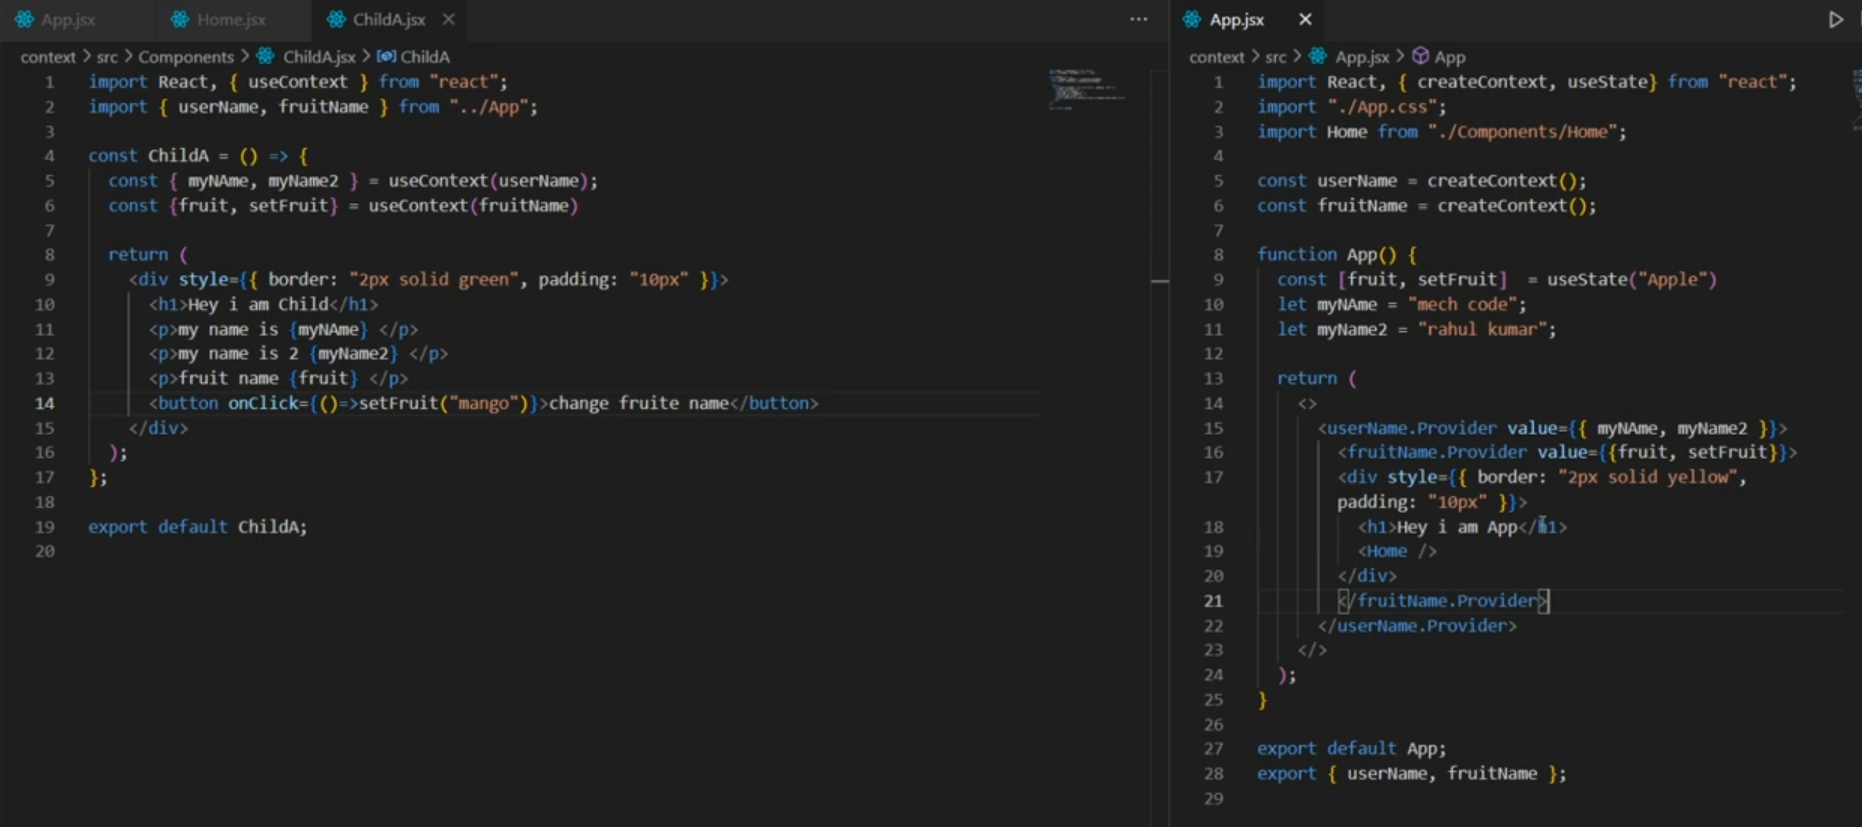 App.jsx Home.jsx ChildA.jsx
context > src > Components > ChildA.jsx > ChildA
1 import React, { useContext } from "react";
2 import { userName, fruitName } from "../App";
3
4 const ChildA = () => {
5 const { myNAme, myName2 } = useContext(userName);
6 const {fruit, setFruit} = useContext(fruitName)
7
8 return (
9 <div style={{ border: "2px solid green", padding: "10px" }}>
10 <h1>Hey i am Child</h1>
11 <p>my name is {myNAme} </p>
12 <p>my name is 2 {myName2} </p>
13 <p>fruit name {fruit} </p>
14 <button onClick={()=>setFruit("mango")}>change fruite name</button>
15 </div>
16 );
17 };
18
19 export default ChildA;
20
App.jsx
context > src > App.jsx > App
1 import React, { createContext, useState} from "react";
2 import "./App.css";
3 import Home from "./Components/Home";
4
5 const userName = createContext();
6 const fruitName = createContext();
7
8 function App() {
9 const [fruit, setFruit] = useState("Apple")
10 let myNAme = "mech code";
11 let myName2 = "rahul kumar";
12
13 return (
14 <>
15 <userName.Provider value={{ myNAme, myName2 }}>
16 <fruitName.Provider value={{fruit, setFruit}}>
17 <div style={{ border: "2px solid yellow",
padding: "10px" }}>
18 <h1>Hey i am App</h1>
19 <Home />
20 </div>
21 </fruitName.Provider>
22 </userName.Provider>
23 </>
24 );
25 }
26
27 export default App;
28 export { userName, fruitName };
29